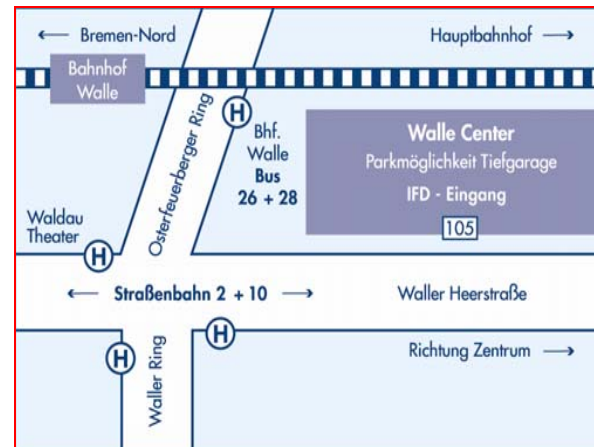 ← Bremen-Nord
Hauptbahnhof →
Bahnhof
Walle
H
Osterfeuerberger Ring
Bhf.
Walle
Bus
26 + 28
Walle Center
Parkmöglichkeit Tiefgarage
IFD - Eingang
105
Waldau
Theater
H
← Straßenbahn 2 + 10 →
Waller Heerstraße
H
H
Waller Ring
Richtung Zentrum →